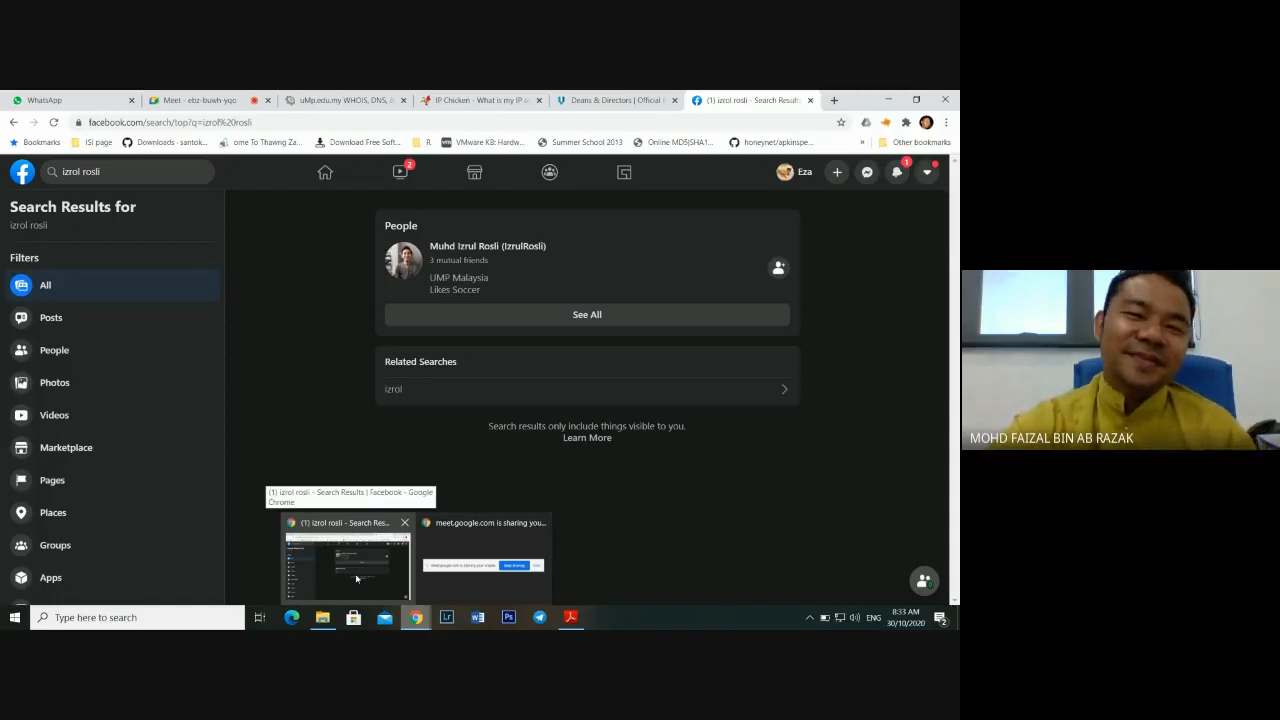 WhatsApp
Meet - ebz-buwh-yqo
uMp.edu.my WHOIS, DNS, &
IP Chicken - What is my IP a
Deans & Directors | Official
(1) izrol rosli - Search Results
facebook.com/search/top?q=izrol%20rosli
Bookmarks
ISI page
Downloads · santok...
ome To Thawng Za...
Download Free Soft...
R
VMware KB: Hardw...
Summer School 2013
Online MD5|SHA1...
honeynet/apkinspe...
»
Other bookmarks
izrol rosli
2
Eza
1
Search Results for
izrol rosli
Filters
All
Posts
People
Photos
Videos
Marketplace
Pages
Places
Groups
Apps
People
Muhd Izrul Rosli (IzrulRosli)
3 mutual friends
UMP Malaysia
Likes Soccer
See All
Related Searches
izrol
Search results only include things visible to you.
Learn More
(1) izrol rosli - Search Results | Facebook - Google
Chrome
(1) izrol rosli - Search Res...
meet.google.com is sharing you...
Stop sharing
MOHD FAIZAL BIN AB RAZAK
Type here to search
Lr
Ps
ENG
8:33 AM
30/10/2020
2